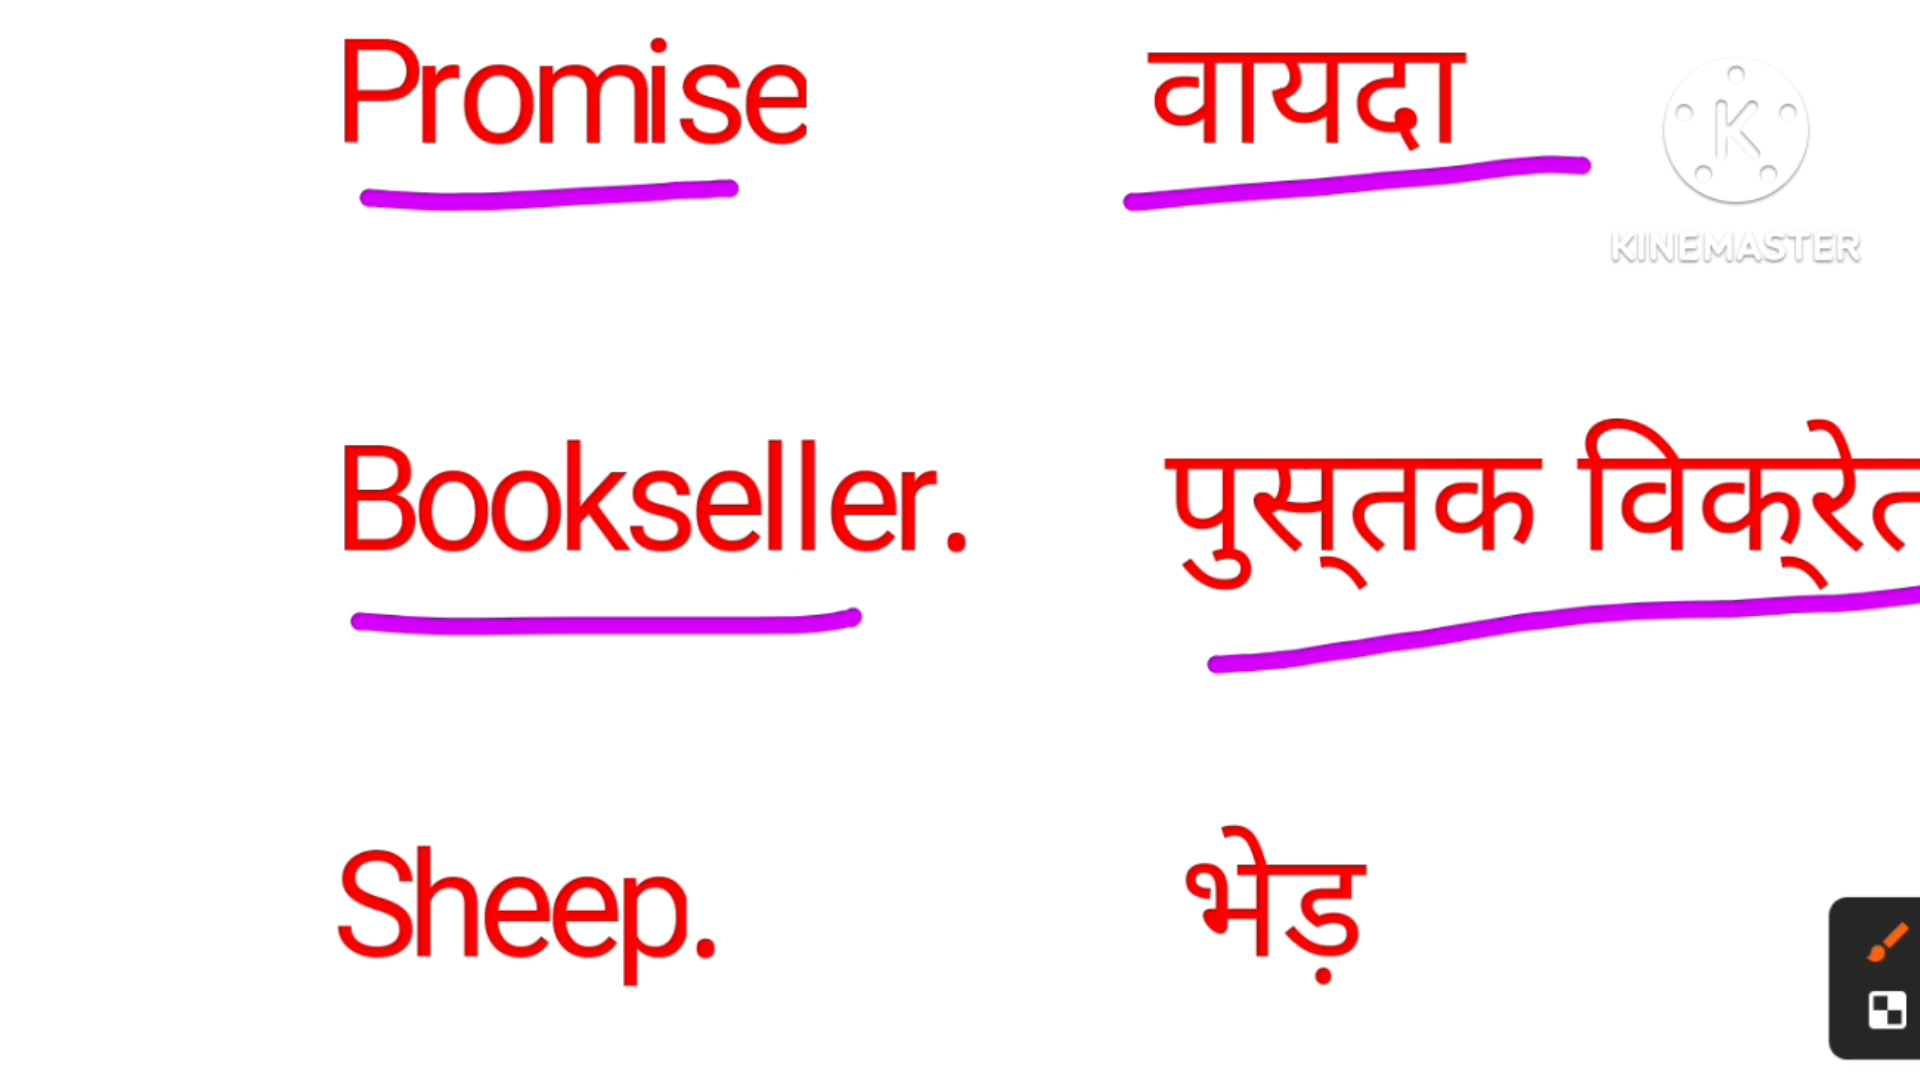 Promise वायदा
K
KINEMASTER
Bookseller. पुस्‌तक विक्‌रेत
Sheep. भेड़